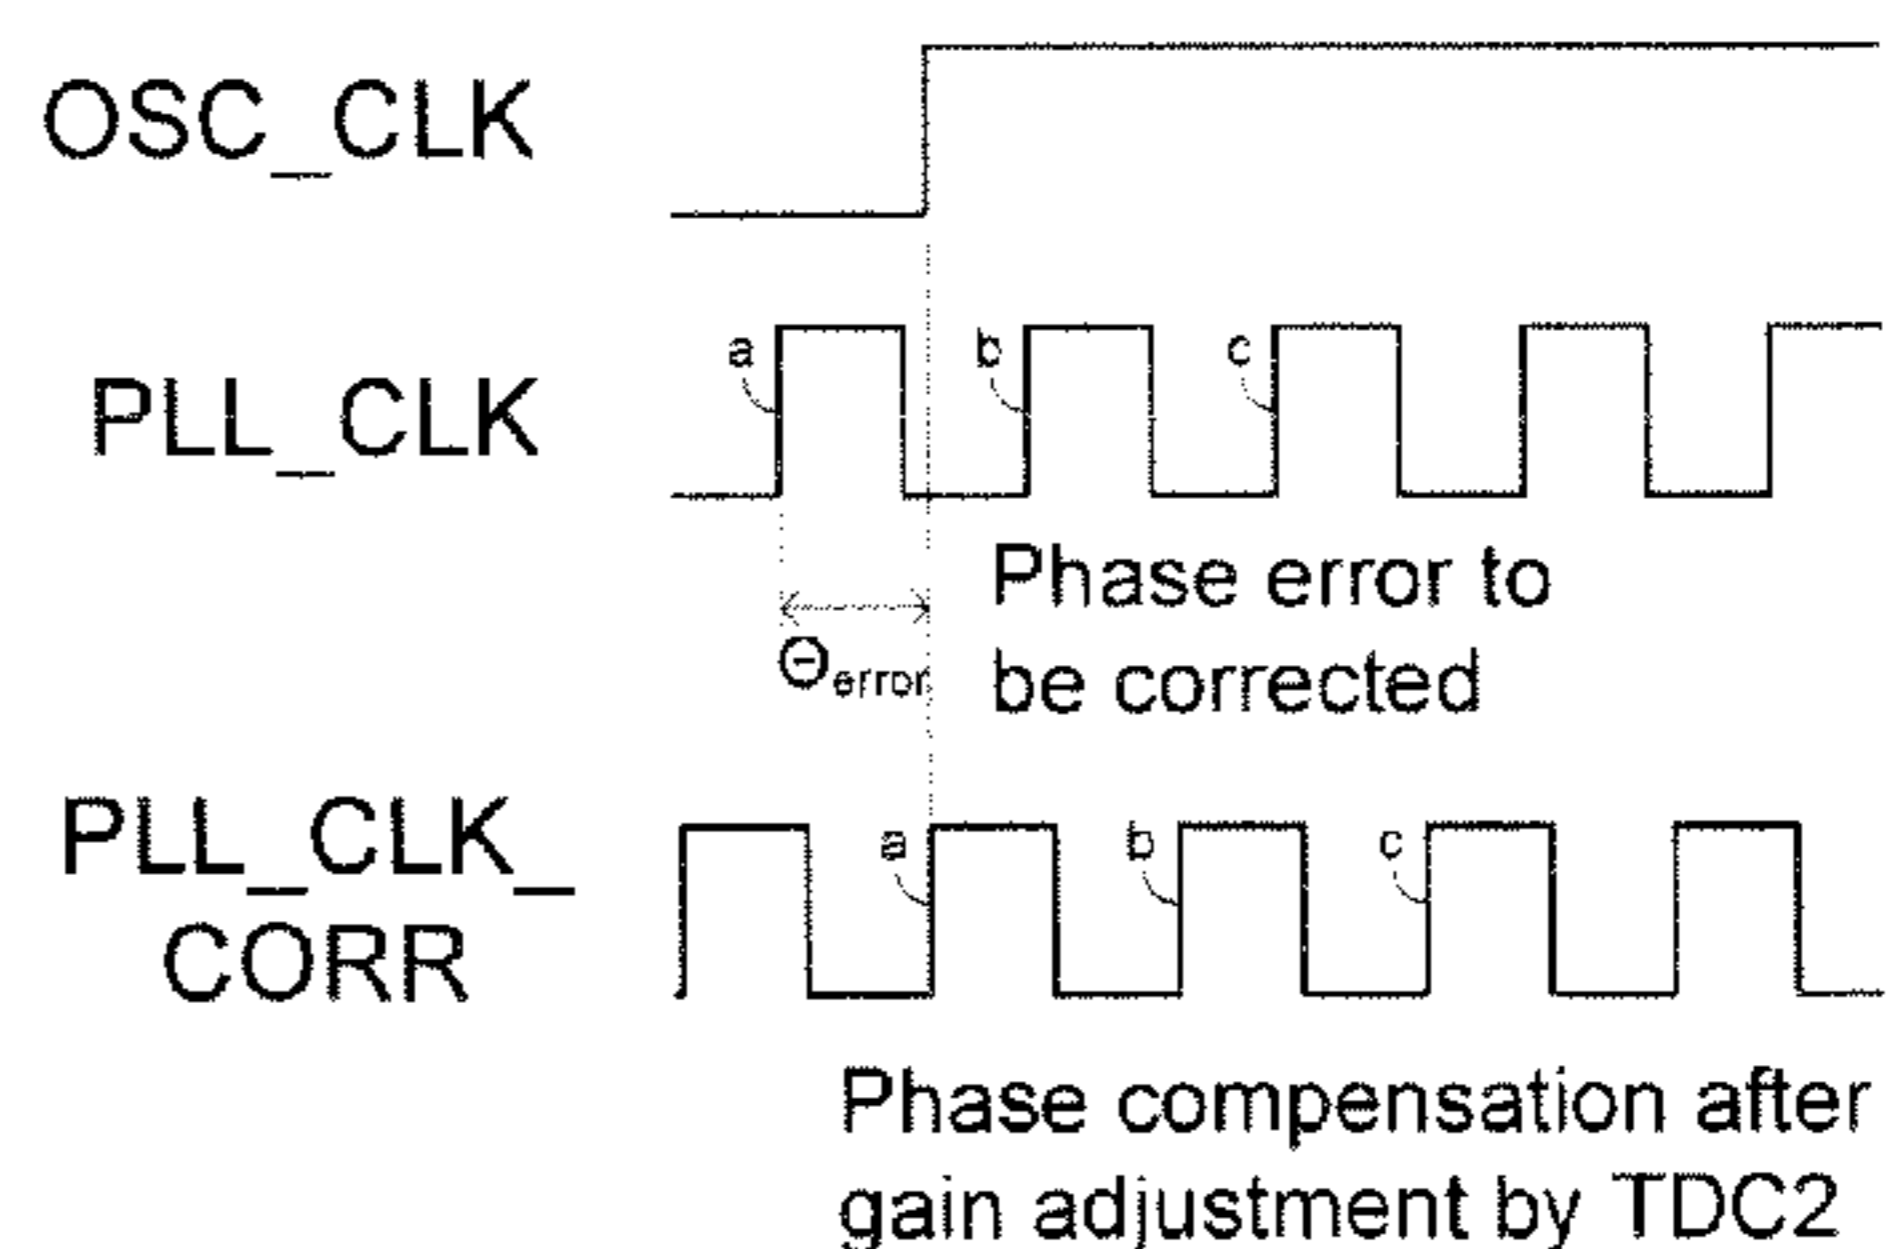 OSC_CLK
a
b
c
PLL_CLK
Phase error to
be corrected
Θerror
PLL_CLK_
CORR
a
b
c
Phase compensation after
gain adjustment by TDC2